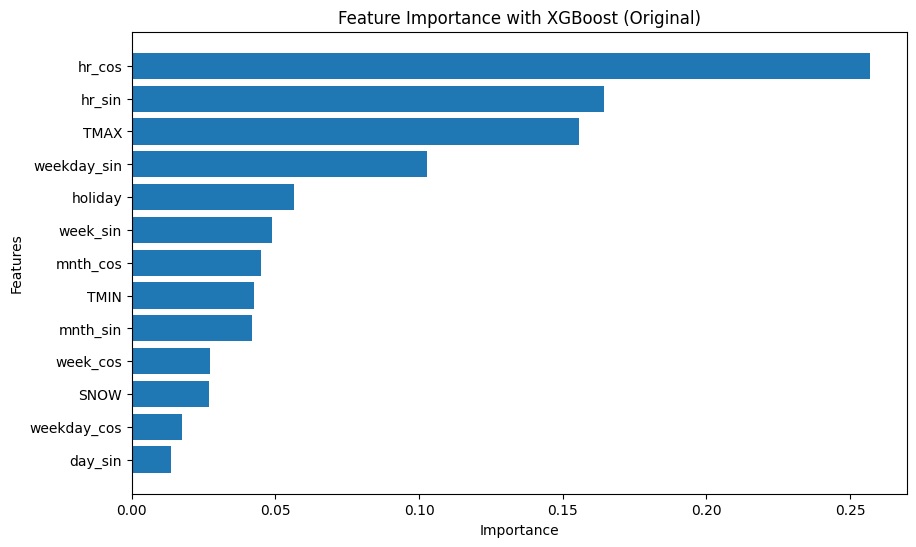 Feature Importance with XGBoost (Original)
hr_cos
hr_sin
TMAX
weekday_sin
holiday
week_sin
mnth_cos
TMIN
mnth_sin
week_cos
SNOW
weekday_cos
day_sin
Features
0.00 0.05 0.10 0.15 0.20 0.25
Importance